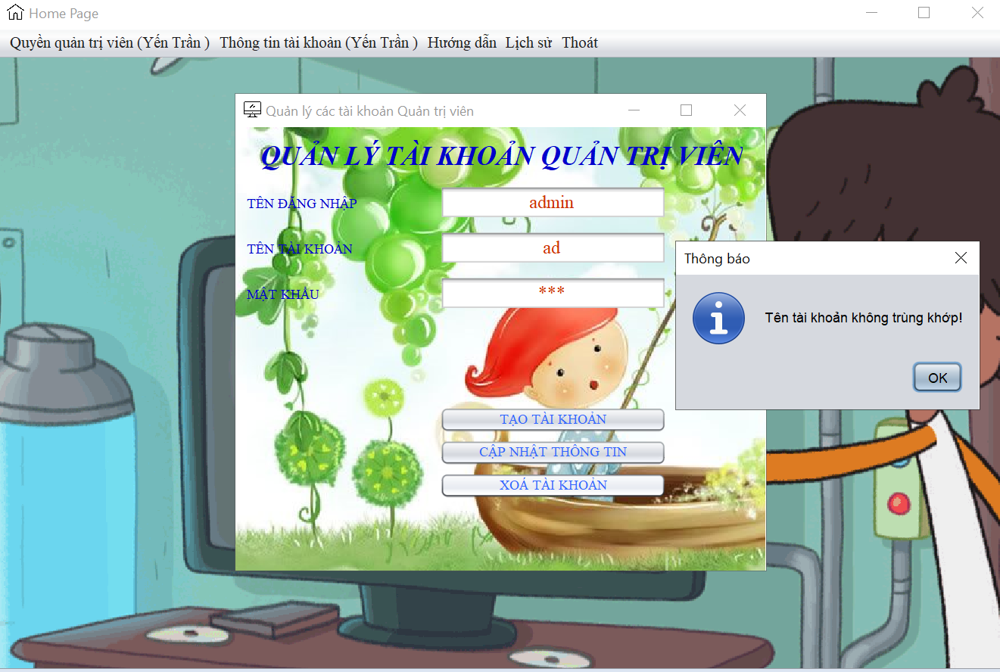 Home Page
Quyền quản trị viên (Yến Trần ) Thông tin tài khoản (Yến Trần ) Hướng dẫn Lịch sử Thoát
Quản lý các tài khoản Quản trị viên
QUẢN LÝ TÀI KHOẢN QUẢN TRỊ VIÊN
TÊN ĐĂNG NHẬP admin
TÊN TÀI KHOẢN ad
MẬT KHẨU ***
Thông báo
Tên tài khoản không trùng khớp!
OK
TẠO TÀI KHOẢN
CẬP NHẬT THÔNG TIN
XOÁ TÀI KHOẢN